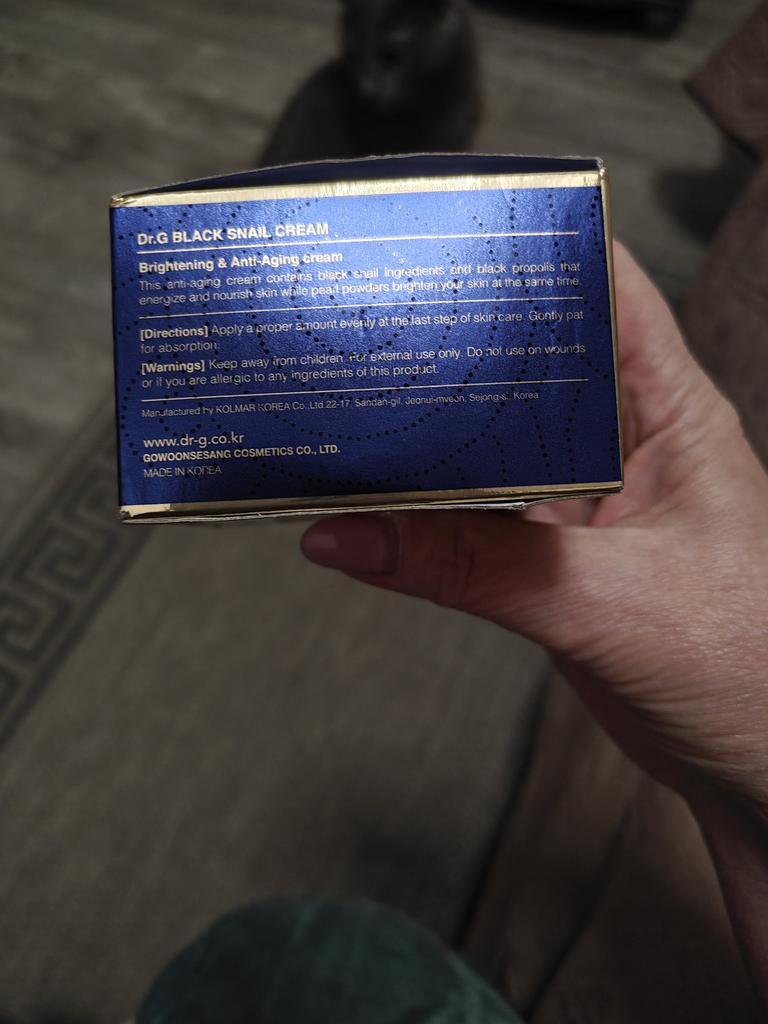 Dr.G BLACK SNAIL CREAM
Brightening & Anti-Aging cream
This anti-aging cream contains black snail ingredients and black propolis that
energize and nourish skin while pearl powders brighten your skin at the same time.
[Directions] Apply a proper amount evenly at the last step of skin care. Gontly pat
for absorption.
[Warnings] Keep away from children. For external use only. Do not use on wounds
or if you are allergic to any ingredients of this product.
Manufactured by KOLMAR KOREA Co.,Ltd 22-17, Sandan-gil, Jeonui-myeon, Sejong-si, Korea
www.dr-g.co.kr
GOWOONSESANG COSMETICS CO., LTD.
MADE IN KOREA